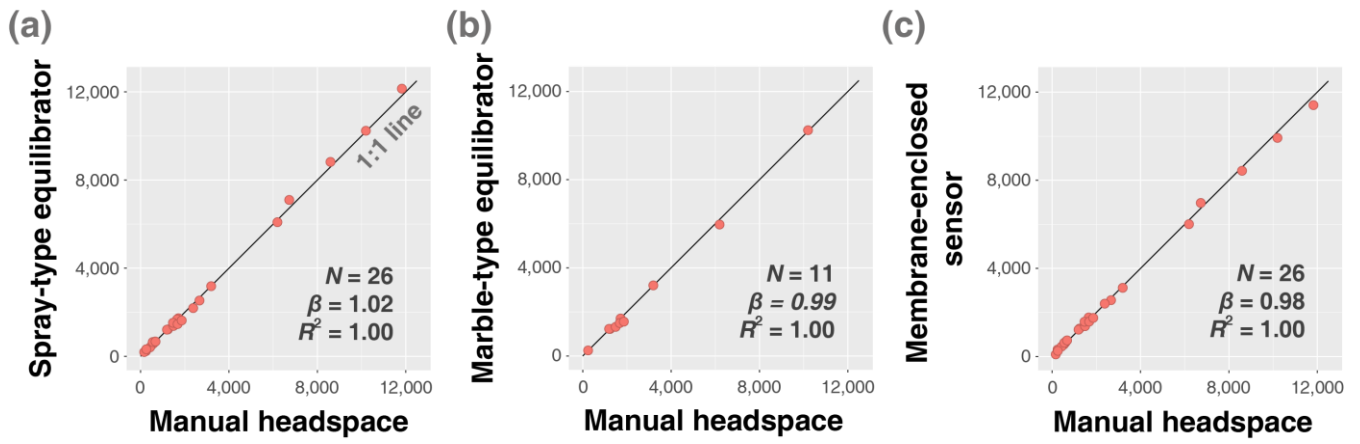 (a)
Spray-type equilibrator
12,000
8,000
4,000
0
1:1 line
N = 26
β = 1.02
R² = 1.00
0 4,000 8,000 12,000
Manual headspace
(b)
Marble-type equilibrator
12,000
8,000
4,000
0
N = 11
β = 0.99
R² = 1.00
0 4,000 8,000 12,000
Manual headspace
(c)
Membrane-enclosed
sensor
12,000
8,000
4,000
0
N = 26
β = 0.98
R² = 1.00
0 4,000 8,000 12,000
Manual headspace